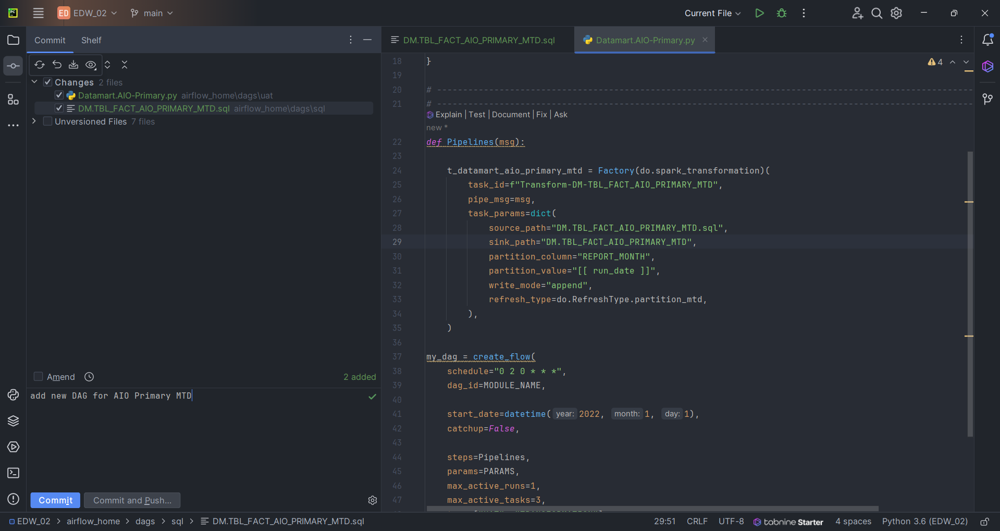 PC
ED EDW_02
main
Current File
Commit Shelf
DM.TBL_FACT_AIO_PRIMARY_MTD.sql
Datamart.AIO-Primary.py
Changes 2 files
Datamart.AIO-Primary.py airflow_home\dags\uat
DM.TBL_FACT_AIO_PRIMARY_MTD.sql airflow_home\dags\sql
Unversioned Files 7 files
Amend
2 added
add new DAG for AIO Primary MTD
Commit
Commit and Push...
4
18 }
19
20 # ----------------------------------------------------------------------------------------------------------
21 # ----------------------------------------------------------------------------------------------------------
Explain | Test | Document | Fix | Ask
new *
22 def Pipelines(msg):
23
24 t_datamart_aio_primary_mtd = Factory(do.spark_transformation)(
25 task_id=f"Transform-DM-TBL_FACT_AIO_PRIMARY_MTD",
26 pipe_msg=msg,
27 task_params=dict(
28 source_path="DM.TBL_FACT_AIO_PRIMARY_MTD.sql",
29 sink_path="DM.TBL_FACT_AIO_PRIMARY_MTD",
30 partition_column="REPORT_MONTH",
31 partition_value="[[ run_date ]]",
32 write_mode="append",
33 refresh_type=do.RefreshType.partition_mtd,
34 ),
35 )
36
37 my_dag = create_flow(
38 schedule="0 2 0 * * *",
39 dag_id=MODULE_NAME,
40
41 start_date=datetime( year: 2022, month: 1, day: 1),
42 catchup=False,
43
44 steps=Pipelines,
45 params=PARAMS,
46 max_active_runs=1,
47 max_active_tasks=3,
EDW_02 > airflow_home > dags > sql > DM.TBL_FACT_AIO_PRIMARY_MTD.sql
29:51 CRLF UTF-8 tabnine Starter 4 spaces Python 3.6 (EDW_02)